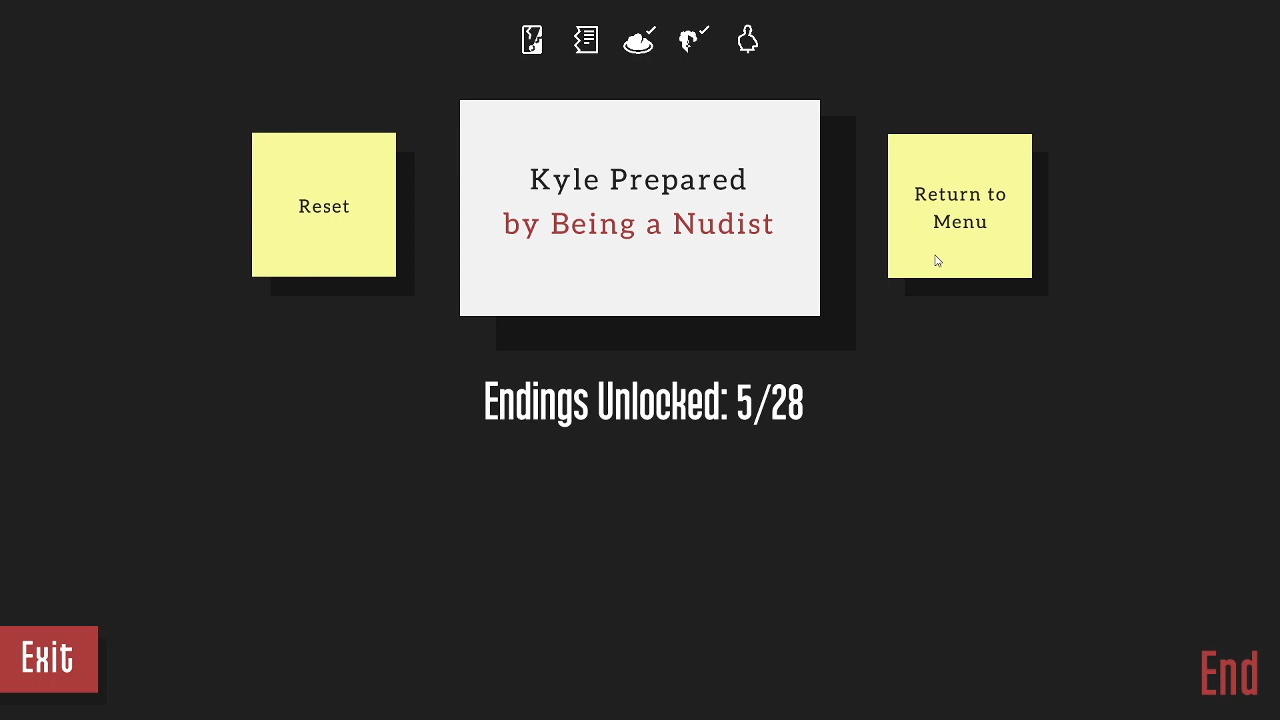 Reset
Kyle Prepared
by Being a Nudist
Return to
Menu
Endings Unlocked: 5/28
Exit
End